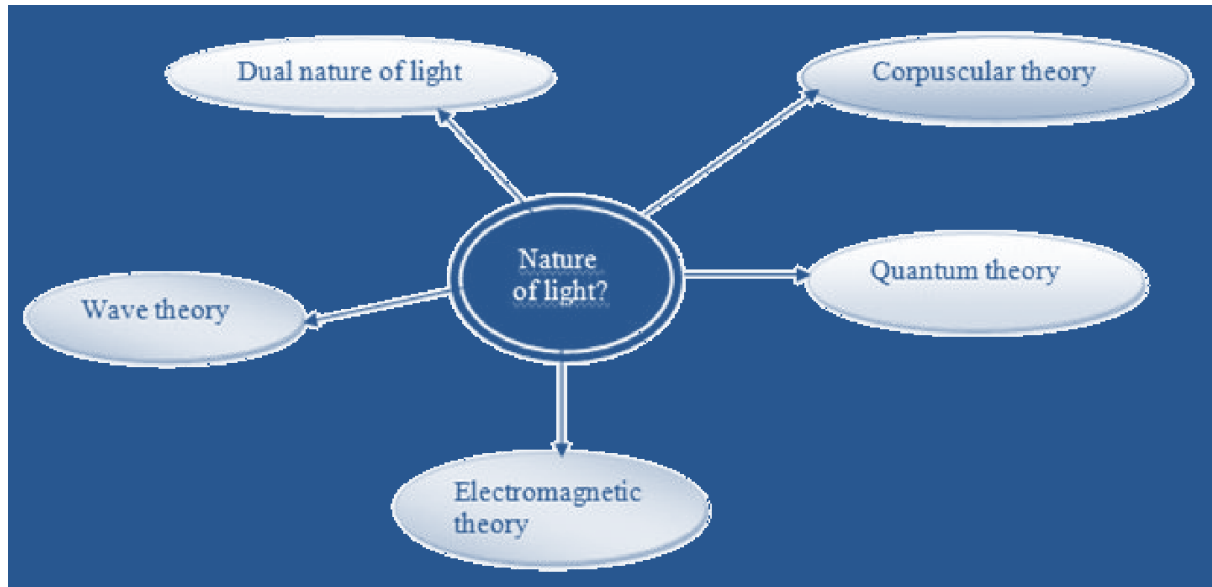 Dual nature of light
Corpuscular theory
Nature
of light?
Quantum theory
Wave theory
Electromagnetic
theory